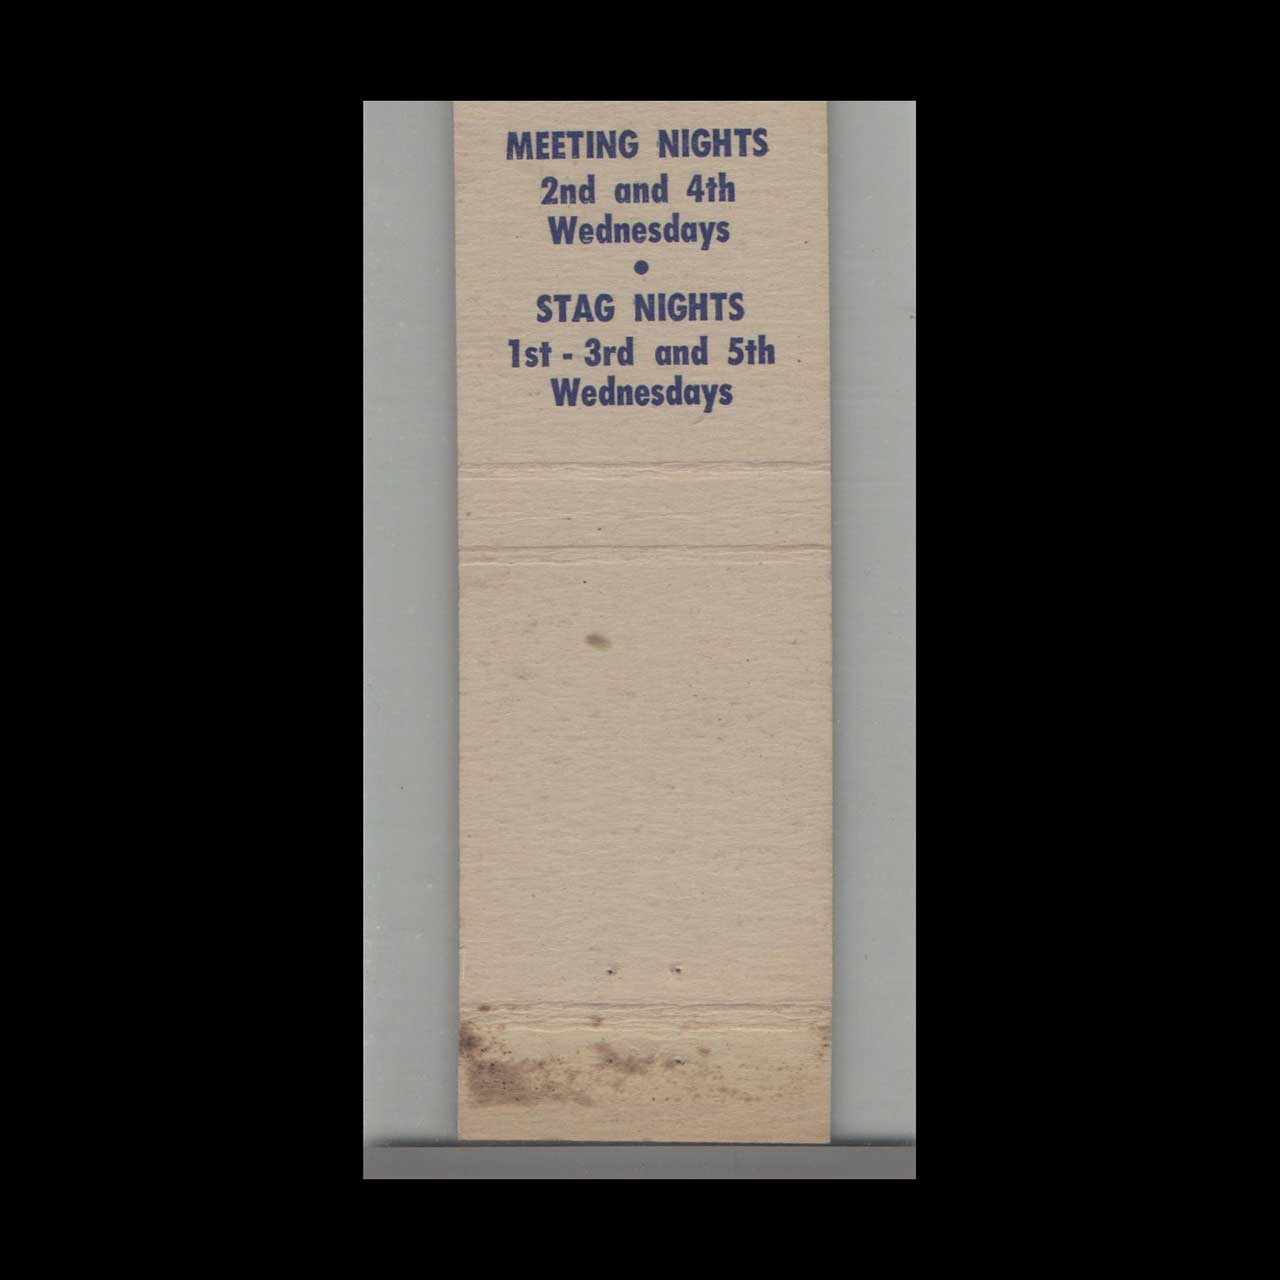 MEETING NIGHTS
2nd and 4th
Wednesdays
•
STAG NIGHTS
1st - 3rd and 5th
Wednesdays